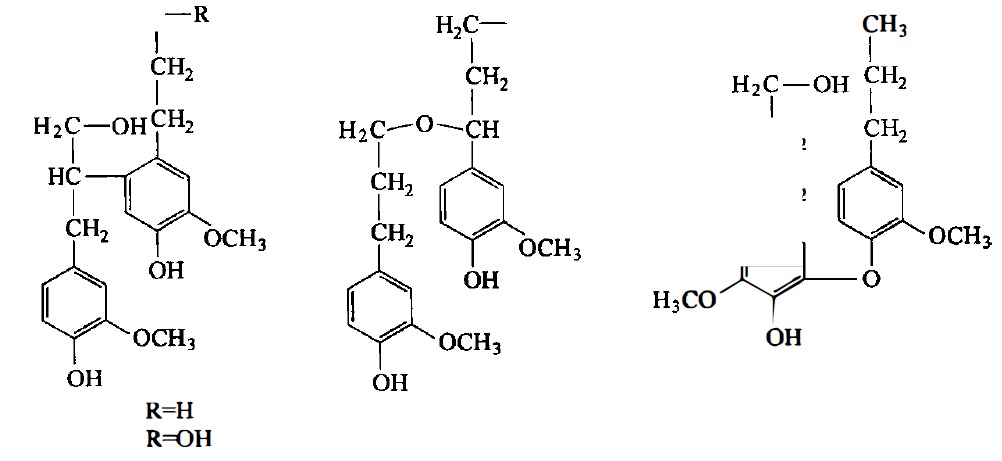 —R
CH₂
CH₂
H₂C—OH
HC
CH₂
OCH₃
OH
OCH₃
OH
R=H
R=OH
H₂C—
CH₂
H₂C—O—CH
CH₂
CH₂
OCH₃
OH
OCH₃
OH
CH₃
CH₂
H₂C—OH
CH₂
OCH₃
O
H₃CO
OH